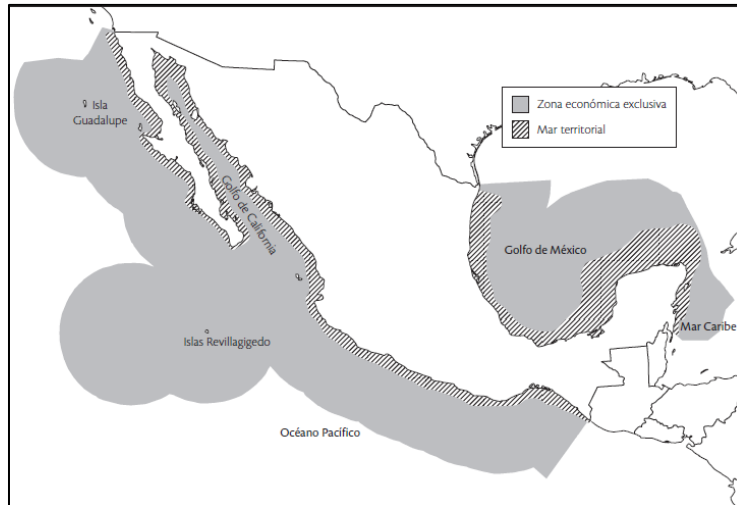 Isla
Guadalupe
Zona económica exclusiva
Mar territorial
Golfo de California
Golfo de México
Mar Caribe
Islas Revillagigedo
Océano Pacífico